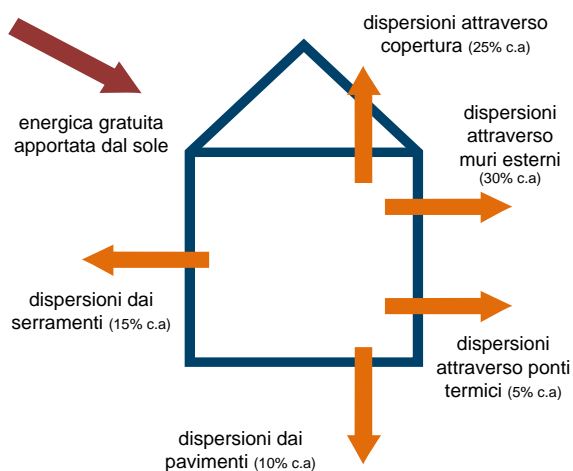 dispersioni attraverso
copertura (25% c.a)
energica gratuita
apportata dal sole
dispersioni
attraverso
muri esterni
(30% c.a)
dispersioni dai
serramenti (15% c.a)
dispersioni
attraverso ponti
termici (5% c.a)
dispersioni dai
pavimenti (10% c.a)